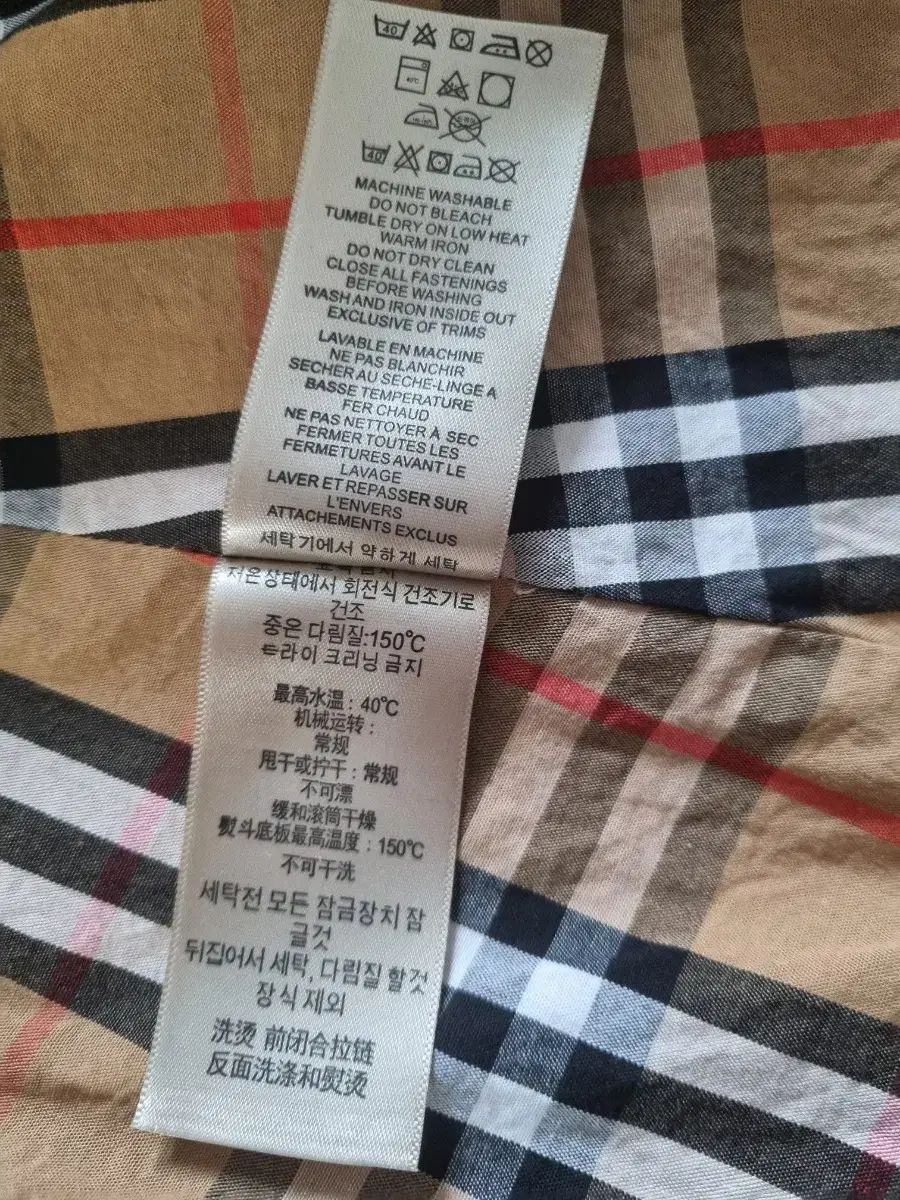 40
40℃
40
MACHINE WASHABLE
DO NOT BLEACH
TUMBLE DRY ON LOW HEAT
WARM IRON
DO NOT DRY CLEAN
CLOSE ALL FASTENINGS
BEFORE WASHING
WASH AND IRON INSIDE OUT
EXCLUSIVE OF TRIMS
LAVABLE EN MACHINE
NE PAS BLANCHIR
SECHER AU SECHE-LINGE A
BASSE TEMPERATURE
FER CHAUD
NE PAS NETTOYER À SEC
FERMER TOUTES LES
FERMETURES AVANT LE
LAVAGE
LAVER ET REPASSER SUR
L'ENVERS
ATTACHEMENTS EXCLUS
세탁기에서 약하게 세탁
저온 상태에서 회전식 건조기로
건조
중온 다림질:150℃
드라이 크리닝 금지
最高水温：40℃
机械运转：
常规
甩干或拧干：常规
不可漂
缓和滚筒干燥
熨斗底板最高温度：150℃
不可干洗
세탁전 모든 잠금장치 잠
글것
뒤집어서 세탁, 다림질 할것
장식 제외
洗烫 前闭合拉链
反面洗涤和熨烫